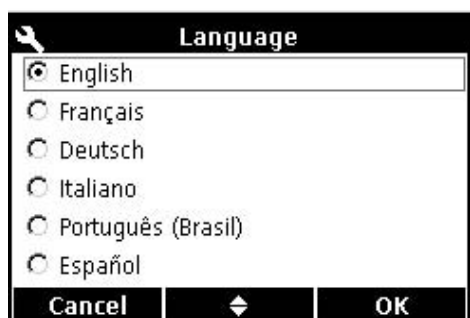 Language
English
Français
Deutsch
Italiano
Português (Brasil)
Español
Cancel OK